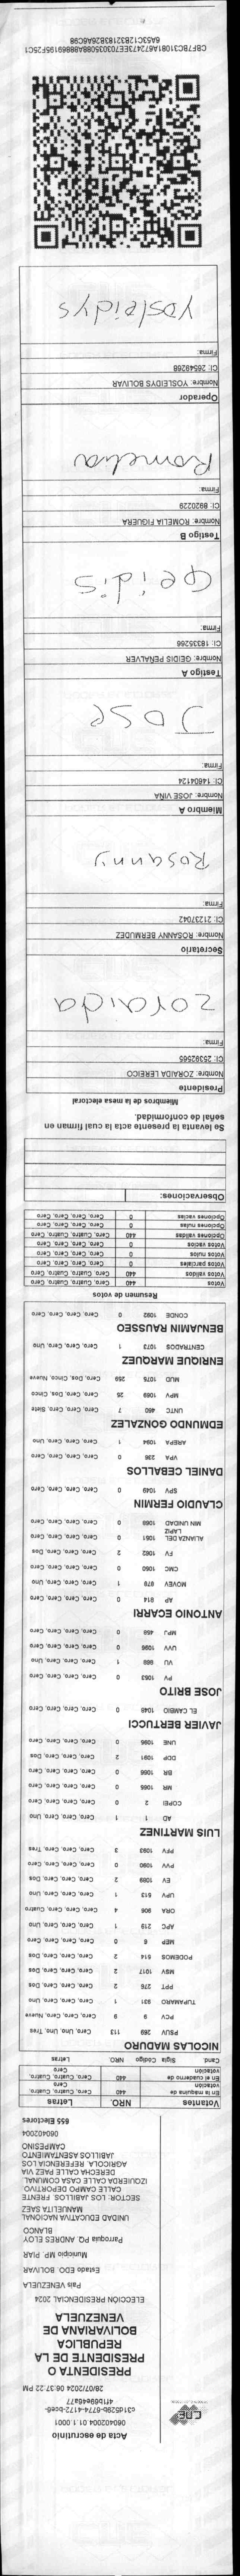 CNE
Acta de escrutinio
060402004.01.1.0001
c31d529b-6774-4172-bce6-
4f1b69e46a77
28/07/2024 06:37:22 PM
PRESIDENTA O
PRESIDENTE DE LA
REPUBLICA
BOLIVARIANA DE
VENEZUELA
ELECCIÓN PRESIDENCIAL 2024
País VENEZUELA
Estado EDO. BOLIVAR
Municipio MP. PIAR
Parroquia PQ. ANDRES ELOY
BLANCO
UNIDAD EDUCATIVA NACIONAL
MANUELITA SAEZ
SECTOR: LOS JABILLOS. FRENTE
CALLE CAMPO DEPORTIVO.
IZQUIERDA CALLE CASA COMUNAL.
DERECHA CALLE PAEZ VIA
AGRICOLA. REFERENCIA LOS
JABILLOS ASENTAMIENTO
CAMPESINO
060402004
655 Electores
Votantes NRO. Letras
En la máquina de votación 440 Cero, Cuatro, Cuatro, Cero
En el cuaderno de votación 440 Cero, Cuatro, Cuatro, Cero
Cand. Sigla Código NRO. Letras
NICOLAS MADURO
PSUV 269 113 Cero, Uno, Uno, Tres
PCV 9 9 Cero, Cero, Cero, Nueve
TUPAMARO 931 1 Cero, Cero, Cero, Uno
PPT 276 2 Cero, Cero, Cero, Dos
MSV 1017 2 Cero, Cero, Cero, Dos
PODEMOS 514 2 Cero, Cero, Cero, Dos
MEP 6 0 Cero, Cero, Cero, Cero
APC 219 1 Cero, Cero, Cero, Uno
ORA 906 4 Cero, Cero, Cero, Cuatro
UPV 513 1 Cero, Cero, Cero, Uno
EV 1089 2 Cero, Cero, Cero, Dos
PVV 1090 0 Cero, Cero, Cero, Cero
PFV 1093 3 Cero, Cero, Cero, Tres
LUIS MARTINEZ
AD 1 1 Cero, Cero, Cero, Uno
COPEI 2 0 Cero, Cero, Cero, Cero
MR 1065 0 Cero, Cero, Cero, Cero
BR 1066 0 Cero, Cero, Cero, Cero
DDP 1091 2 Cero, Cero, Cero, Dos
UNE 1095 0 Cero, Cero, Cero, Cero
JAVIER BERTUCCI
EL CAMBIO 1048 0 Cero, Cero, Cero, Cero
JOSE BRITO
PV 1053 0 Cero, Cero, Cero, Cero
VU 968 1 Cero, Cero, Cero, Uno
UVV 1096 0 Cero, Cero, Cero, Cero
MPJ 458 0 Cero, Cero, Cero, Cero
ANTONIO ECARRI
AP 914 0 Cero, Cero, Cero, Cero
MOVEV 978 1 Cero, Cero, Cero, Uno
CMC 1050 0 Cero, Cero, Cero, Cero
FV 1062 2 Cero, Cero, Cero, Dos
ALIANZA DEL LAPIZ 1051 0 Cero, Cero, Cero, Cero
MIN UNIDAD 1068 0 Cero, Cero, Cero, Cero
CLAUDIO FERMIN
SPV 1049 0 Cero, Cero, Cero, Cero
DANIEL CEBALLOS
VPA 236 0 Cero, Cero, Cero, Cero
AREPA 1094 1 Cero, Cero, Cero, Uno
EDMUNDO GONZALEZ
UNTC 460 7 Cero, Cero, Cero, Siete
MPV 1069 25 Cero, Cero, Dos, Cinco
MUD 1075 259 Cero, Dos, Cinco, Nueve
ENRIQUE MARQUEZ
CENTRADOS 1073 1 Cero, Cero, Cero, Uno
BENJAMIN RAUSSEO
CONDE 1092 0 Cero, Cero, Cero, Cero
Resumen de votos
Votos 440 Cero, Cuatro, Cuatro, Cero
Votos validos 440 Cero, Cuatro, Cuatro, Cero
Votos parciales 0 Cero, Cero, Cero, Cero
Votos nulos 0 Cero, Cero, Cero, Cero
Votos vacios 0 Cero, Cero, Cero, Cero
Opciones validas 440 Cero, Cuatro, Cuatro, Cero
Opciones nulas 0 Cero, Cero, Cero, Cero
Opciones vacias 0 Cero, Cero, Cero, Cero
Observaciones:
Se levanta la presente acta la cual firman en
señal de conformidad.
Miembros de la mesa electoral
Presidente
Nombre: ZORAIDA LEREICO
CI: 25392565
Firma:
zoraida
Secretario
Nombre: ROSANNY BERMUDEZ
CI: 21237042
Firma:
Rosanny
Miembro A
Nombre: JOSE VIÑA
CI: 14604124
Firma:
Jose
Testigo A
Nombre: GEIDIS PEÑALVER
CI: 18335266
Firma:
Geidis
Testigo B
Nombre: ROMELIA FIGUERA
CI: 8920229
Firma:
Romelia
Operador
Nombre: YOSLEIDYS BOLIVAR
CI: 26549268
Firma:
Yosleidys
CBF7BC31081A672473EE703035088A88869195F25C1
6A53C12B32183B26A6C98